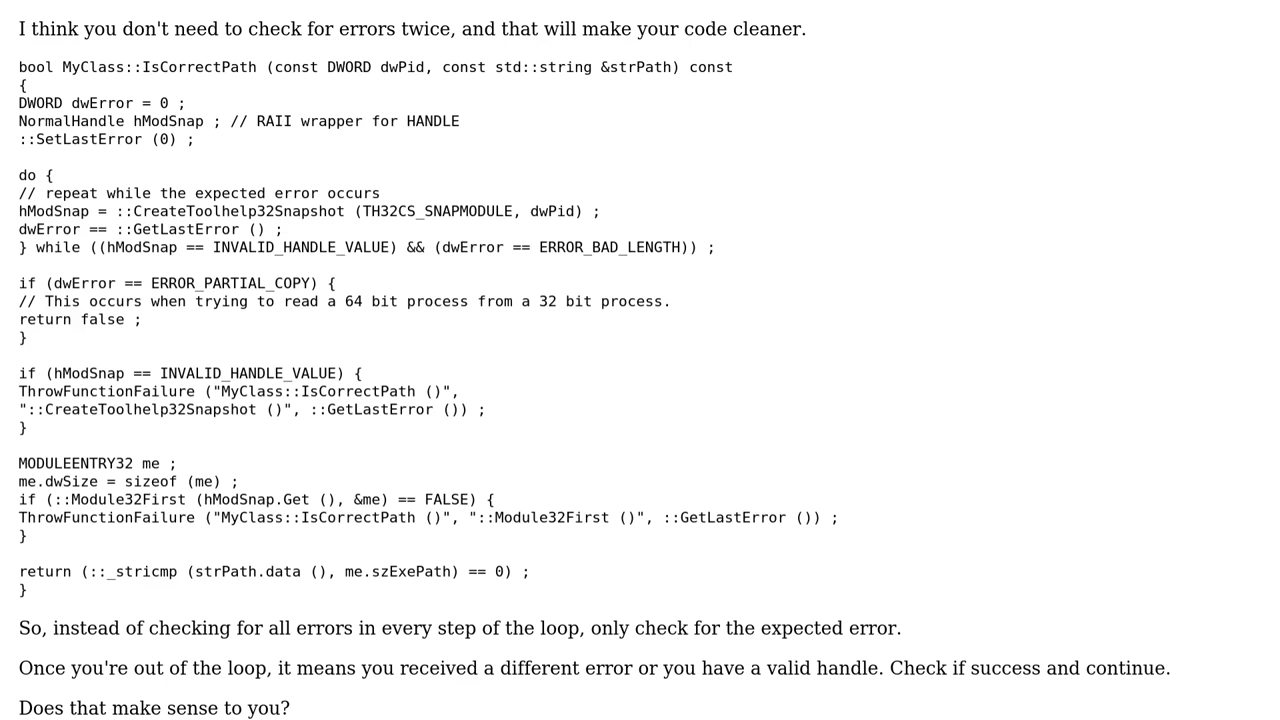 I think you don't need to check for errors twice, and that will make your code cleaner.
bool MyClass::IsCorrectPath (const DWORD dwPid, const std::string &strPath) const
{
DWORD dwError = 0 ;
NormalHandle hModSnap ; // RAII wrapper for HANDLE
::SetLastError (0) ;
do {
// repeat while the expected error occurs
hModSnap = ::CreateToolhelp32Snapshot (TH32CS_SNAPMODULE, dwPid) ;
dwError == ::GetLastError () ;
} while ((hModSnap == INVALID_HANDLE_VALUE) && (dwError == ERROR_BAD_LENGTH)) ;
if (dwError == ERROR_PARTIAL_COPY) {
// This occurs when trying to read a 64 bit process from a 32 bit process.
return false ;
}
if (hModSnap == INVALID_HANDLE_VALUE) {
ThrowFunctionFailure ("MyClass::IsCorrectPath ()",
"::CreateToolhelp32Snapshot ()", ::GetLastError ()) ;
}
MODULEENTRY32 me ;
me.dwSize = sizeof (me) ;
if (::Module32First (hModSnap.Get (), &me) == FALSE) {
ThrowFunctionFailure ("MyClass::IsCorrectPath ()", "::Module32First ()", ::GetLastError ()) ;
}
return (::_stricmp (strPath.data (), me.szExePath) == 0) ;
}
So, instead of checking for all errors in every step of the loop, only check for the expected error.
Once you're out of the loop, it means you received a different error or you have a valid handle. Check if success and continue.
Does that make sense to you?